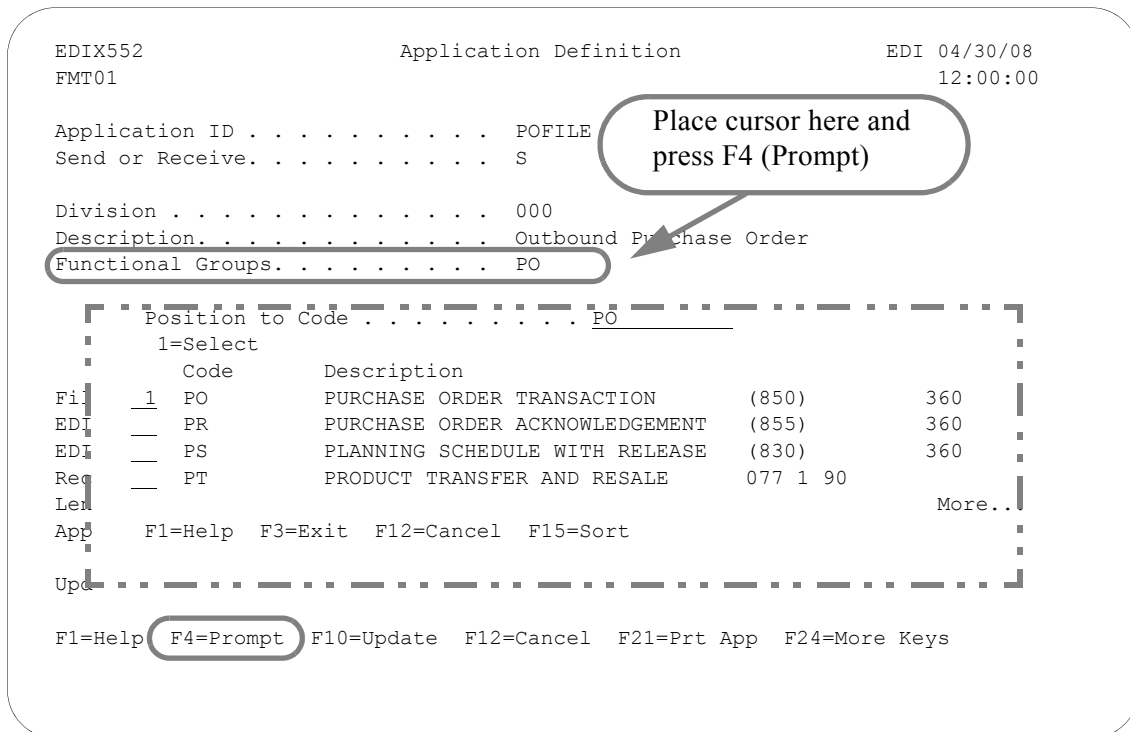 EDIX552 Application Definition EDI 04/30/08
FMT01 12:00:00
Application ID . . . . . . . . . . POFILE
Place cursor here and
press F4 (Prompt)
Send or Receive. . . . . . . . . . S
Division . . . . . . . . . . . . . 000
Description. . . . . . . . . . . . Outbound Purchase Order
Functional Groups. . . . . . . . . PO
Position to Code . . . . . . . . . PO
1=Select
Code Description
Fil 1 PO PURCHASE ORDER TRANSACTION (850) 360
EDI __ PR PURCHASE ORDER ACKNOWLEDGEMENT (855) 360
EDI __ PS PLANNING SCHEDULE WITH RELEASE (830) 360
Rec __ PT PRODUCT TRANSFER AND RESALE 077 1 90
Len More...
App F1=Help F3=Exit F12=Cancel F15=Sort
Upd
F1=Help F4=Prompt F10=Update F12=Cancel F21=Prt App F24=More Keys